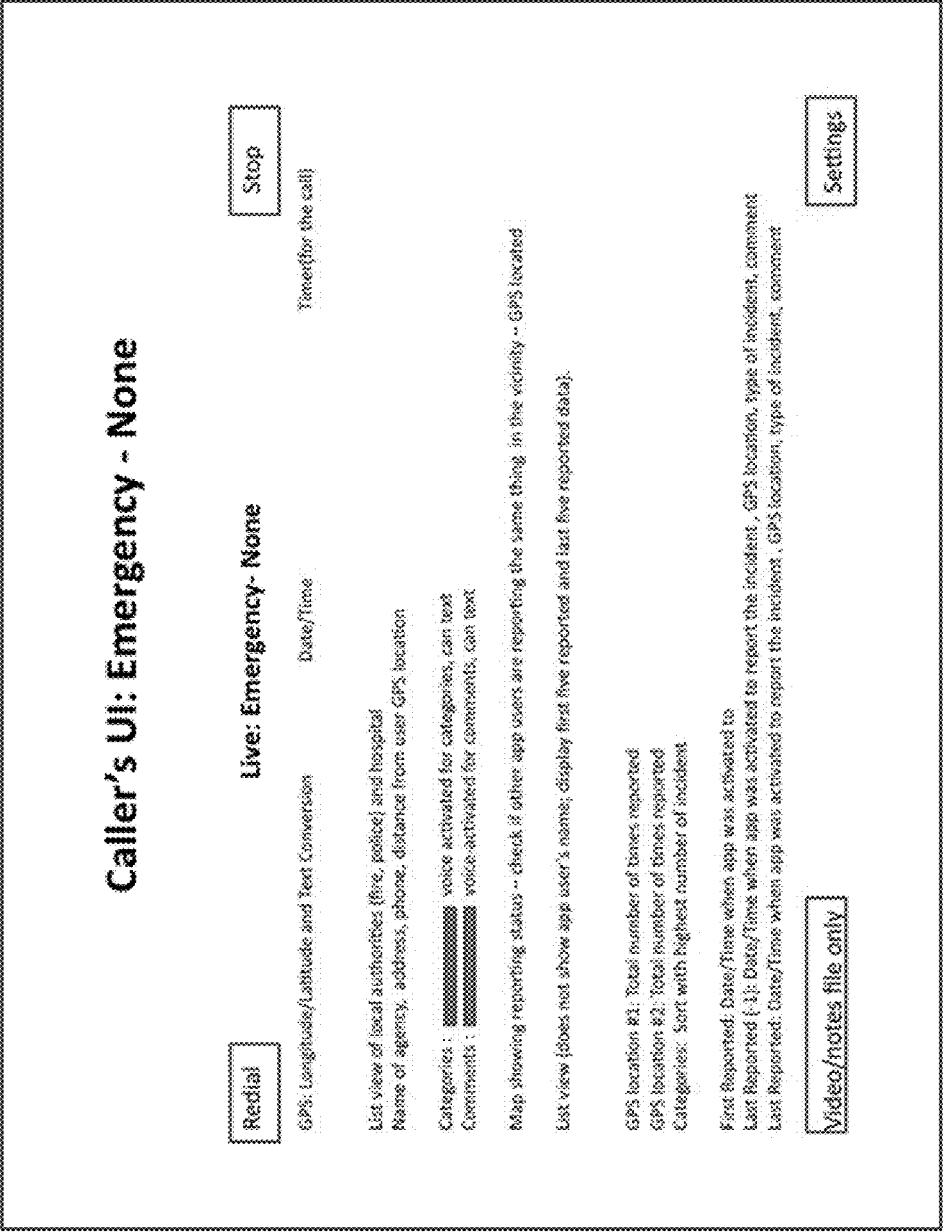 Caller's UI: Emergency - None
Redial
Live: Emergency- None
Stop
GPS: Longitude/Latitude and Text Conversion
Date/Time
Timer(for the call)
List view of local authorities (fire, police) and hospital
Name of agency, address, phone, distance from user GPS location
Categories : voice activated for categories, can text
Comments : voice-activated for comments, can text
Map showing reporting status -- check if other app users are reporting the same thing in the vicinity -- GPS located
List view (does not show app user's name; display first five reported and last five reported data).
GPS location #1: Total number of times reported
GPS location #2: Total number of times reported
Categories: Sort with highest number of incident
First Reported: Date/Time when app was activated to
Last Reported (-1): Date/Time when app was activated to report the incident , GPS location, type of incident, comment
Last Reported: Date/Time when app was activated to report the incident , GPS location, type of incident, comment
Video/notes file only
Settings